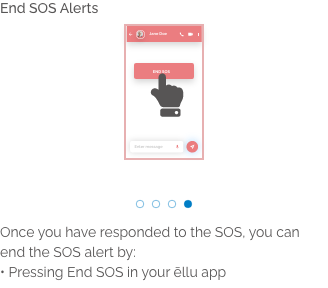 End SOS Alerts
Jane Doe
END SOS
Enter message
Once you have responded to the SOS, you can
end the SOS alert by:
• Pressing End SOS in your ēllu app